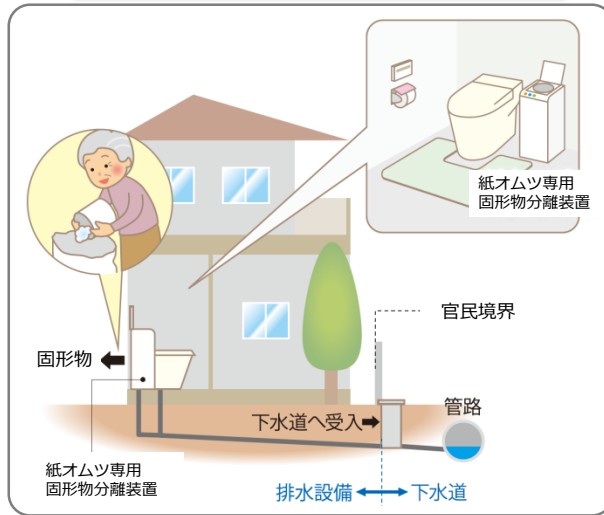 紙オムツ専用
固形物分離装置
官民境界
固形物
下水道へ受入
管路
紙オムツ専用
固形物分離装置
排水設備
下水道